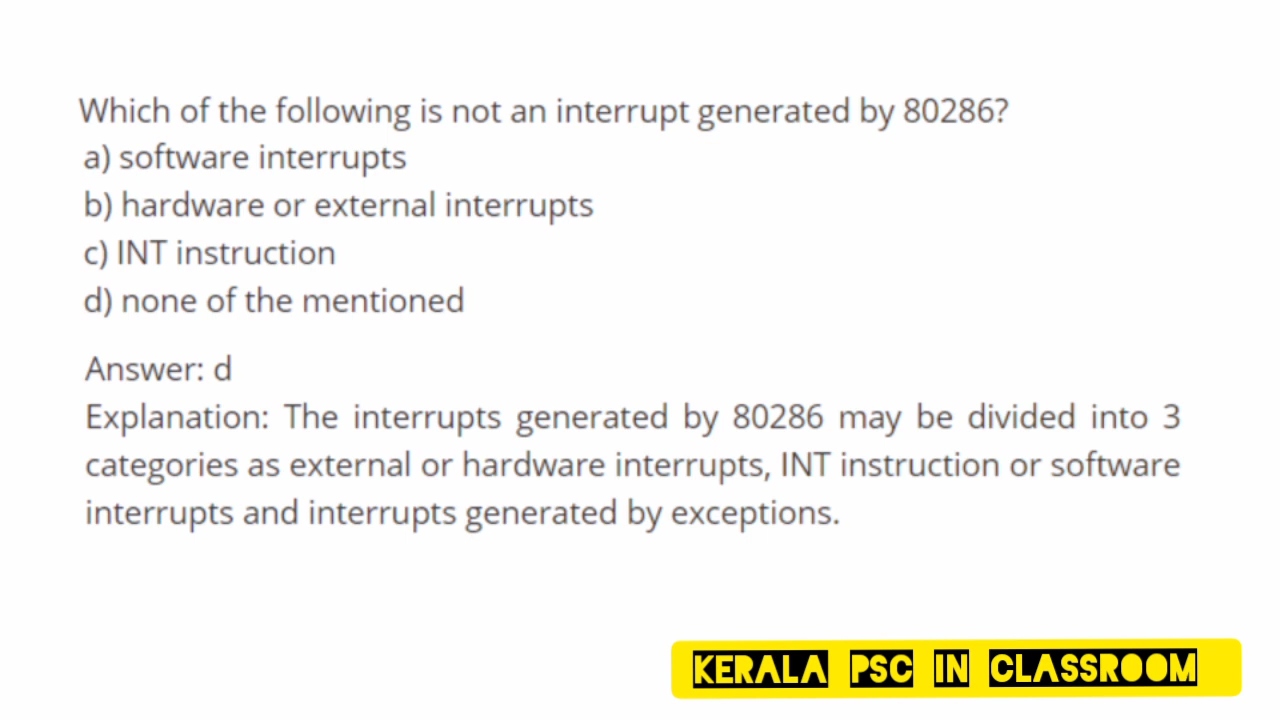 Which of the following is not an interrupt generated by 80286?
a) software interrupts
b) hardware or external interrupts
c) INT instruction
d) none of the mentioned
Answer: d
Explanation: The interrupts generated by 80286 may be divided into 3
categories as external or hardware interrupts, INT instruction or software
interrupts and interrupts generated by exceptions.
KERALA PSC IN CLASSROOM